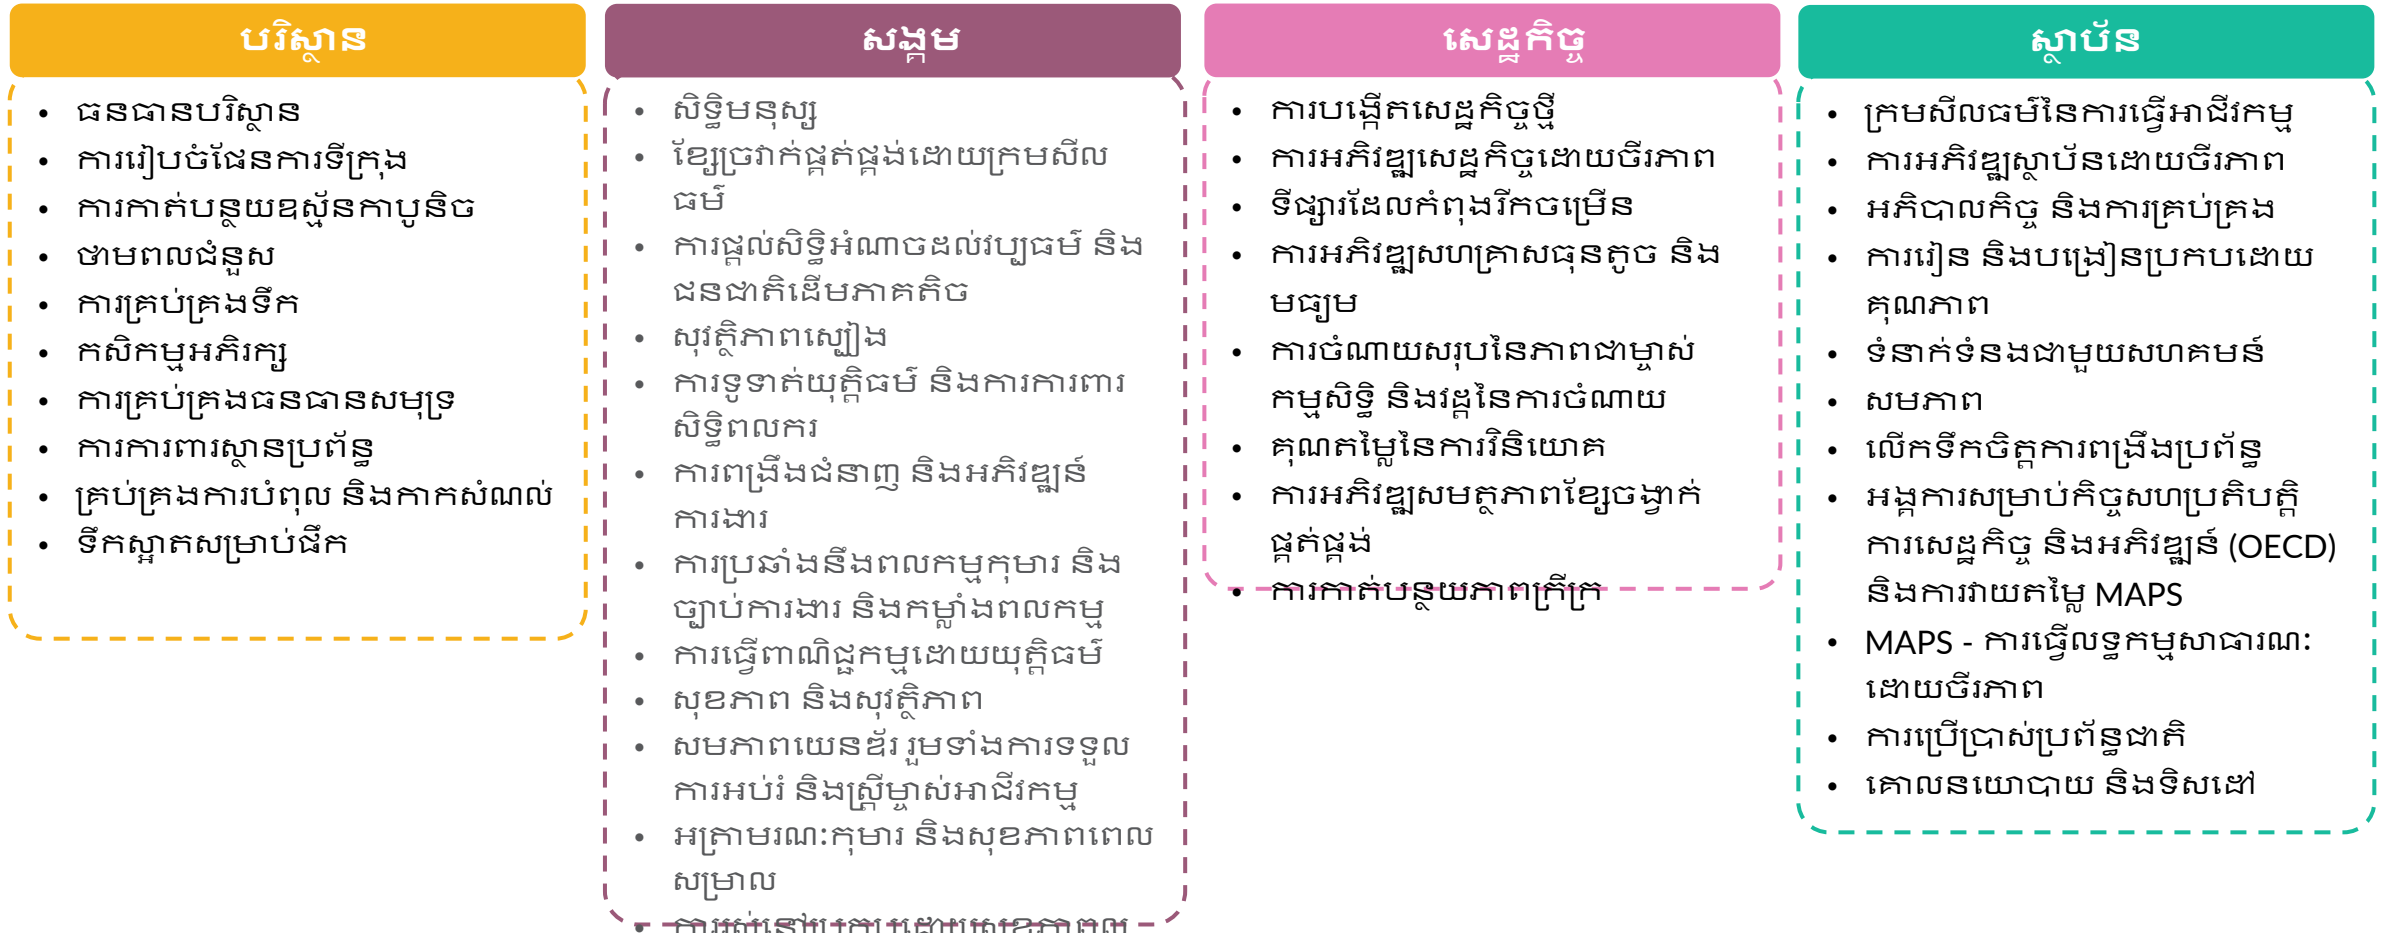 បរិស្ថាន
• ធនធានបរិស្ថាន
• ការរៀបចំផែនការទីក្រុង
• ការកាត់បន្ថយឧស្ម័នកាបូនិច
• ថាមពលជំនួស
• ការគ្រប់គ្រងទឹក
• កសិកម្មអភិរក្ស
• ការគ្រប់គ្រងធនធានសមុទ្រ
• ការការពារស្ថានប្រព័ន្ធ
• គ្រប់គ្រងការបំពុល និងកាកសំណល់
• ទឹកស្អាតសម្រាប់ផឹក
សង្គម
• សិទ្ធិមនុស្ស
• ខ្សែច្រវាក់ផ្គត់ផ្គង់ដោយក្រមសីល
ធម៌
• ការផ្តល់សិទ្ធិអំណាចដល់វប្បធម៌ និង
ជនជាតិដើមភាគតិច
• សុវត្ថិភាពស្បៀង
• ការទូទាត់យុត្តិធម៌ និងការការពារ
សិទ្ធិពលករ
• ការពង្រឹងជំនាញ និងអភិវឌ្ឍន៍
ការងារ
• ការប្រឆាំងនឹងពលកម្មកុមារ និង
ច្បាប់ការងារ និងកម្លាំងពលកម្ម
• ការធ្វើពាណិជ្ជកម្មដោយយុត្តិធម៌
• សុខភាព និងសុវត្ថិភាព
• សមភាពយេនឌ័រ រួមទាំងការទទួល
ការអប់រំ និងស្ត្រីម្ចាស់អាជីវកម្ម
• អត្រាមរណៈកុមារ និងសុខភាពពេល
សម្រាល
• ការរស់នៅប្រកបដោយសុខភាពល្អ
សេដ្ឋកិច្ច
• ការបង្កើតសេដ្ឋកិច្ចថ្មី
• ការអភិវឌ្ឍសេដ្ឋកិច្ចដោយចីរភាព
• ទីផ្សារដែលកំពុងរីកចម្រើន
• ការអភិវឌ្ឍសហគ្រាសធុនតូច និង
មធ្យម
• ការចំណាយសរុបនៃភាពជាម្ចាស់
កម្មសិទ្ធិ និងវដ្តនៃការចំណាយ
• គុណតម្លៃនៃការវិនិយោគ
• ការអភិវឌ្ឍសមត្ថភាពខ្សែចង្វាក់
ផ្គត់ផ្គង់
• ការកាត់បន្ថយភាពក្រីក្រ
ស្ថាប័ន
• ក្រមសីលធម៌នៃការធ្វើអាជីវកម្ម
• ការអភិវឌ្ឍស្ថាប័នដោយចីរភាព
• អភិបាលកិច្ច និងការគ្រប់គ្រង
• ការរៀន និងបង្រៀនប្រកបដោយ
គុណភាព
• ទំនាក់ទំនងជាមួយសហគមន៍
• សមភាព
• លើកទឹកចិត្តការពង្រឹងប្រព័ន្ធ
• អង្គការសម្រាប់កិច្ចសហប្រតិបត្តិ
ការសេដ្ឋកិច្ច និងអភិវឌ្ឍន៍ (OECD)
និងការវាយតម្លៃ MAPS
• MAPS - ការធ្វើលទ្ធកម្មសាធារណៈ
ដោយចីរភាព
• ការប្រើប្រាស់ប្រព័ន្ធជាតិ
• គោលនយោបាយ និងទិសដៅ